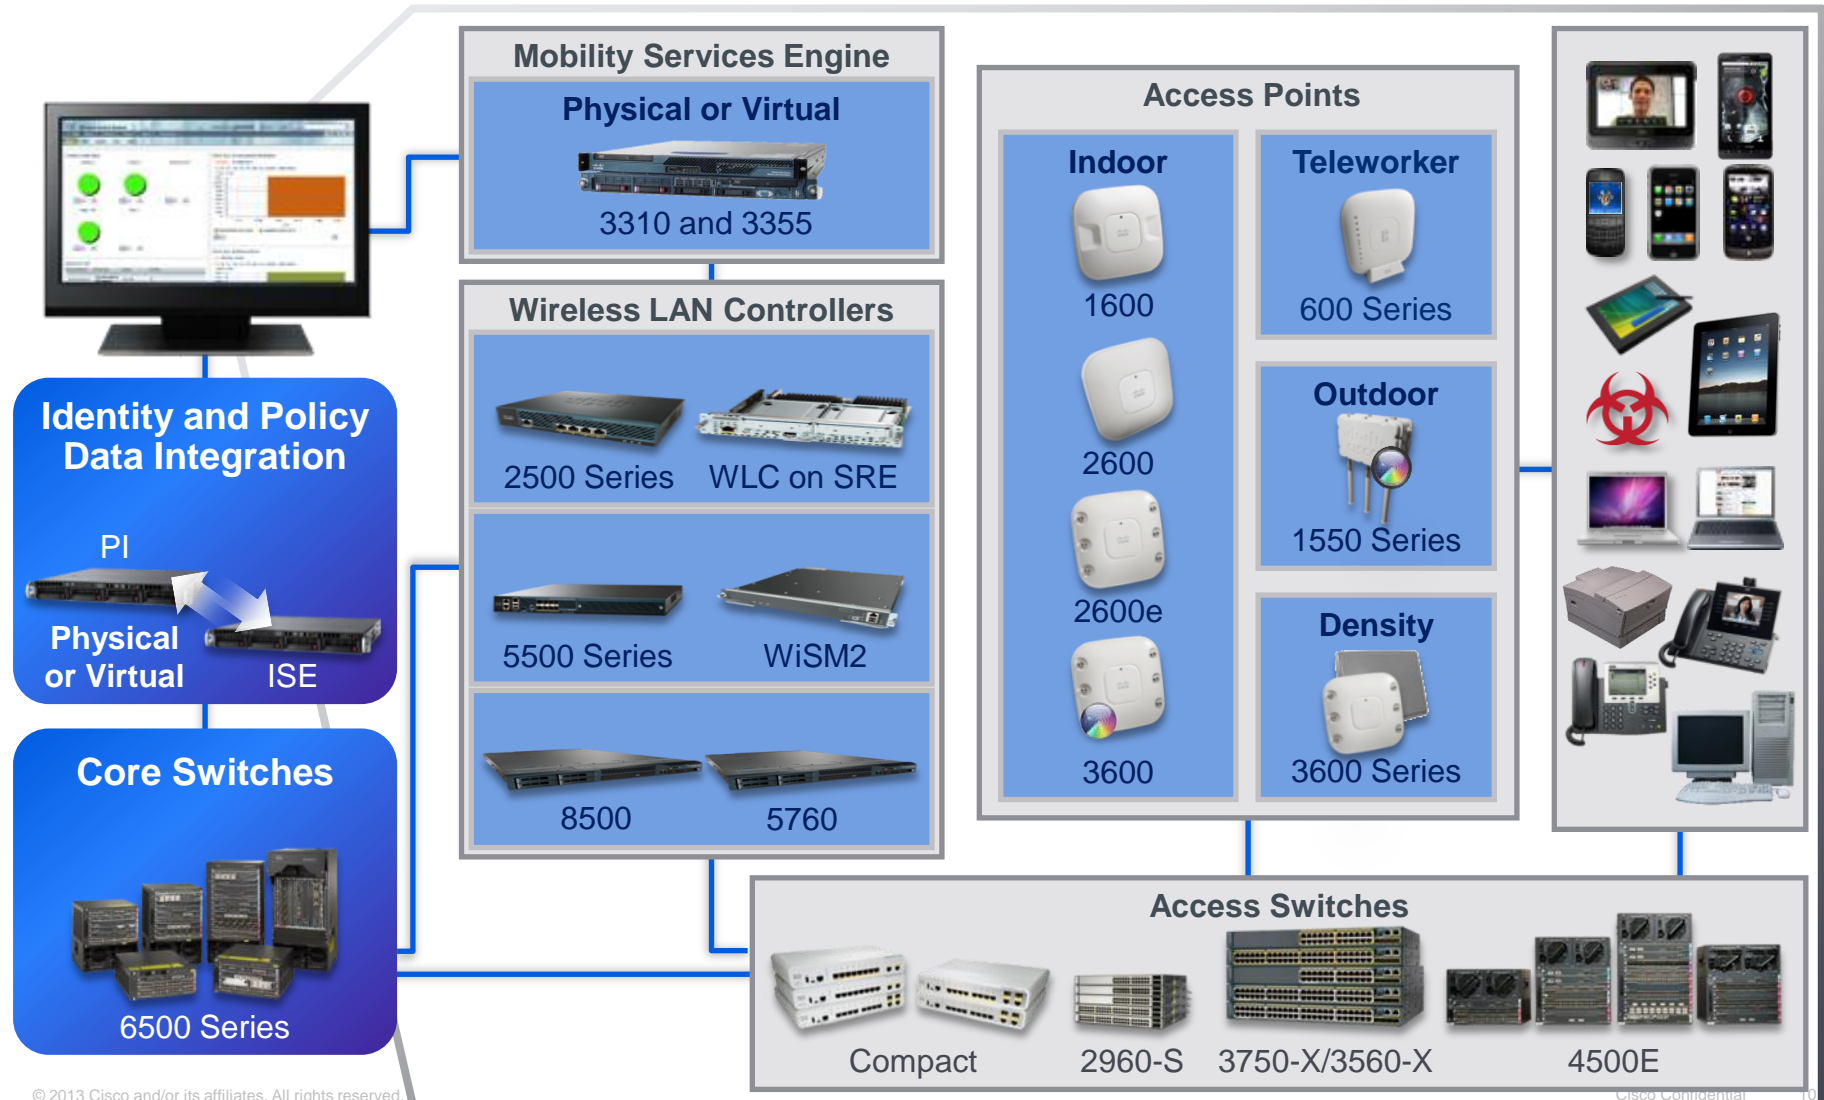 Mobility Services Engine
Physical or Virtual
3310 and 3355
Wireless LAN Controllers
2500 Series
WLC on SRE
5500 Series
WiSM2
8500
5760
Identity and Policy
Data Integration
PI
Physical
or Virtual
ISE
Core Switches
6500 Series
Access Points
Indoor
1600
2600
2600e
3600
Teleworker
600 Series
Outdoor
1550 Series
Density
3600 Series
Access Switches
Compact
2960-S
3750-X/3560-X
4500E
© 2013 Cisco and/or its affiliates. All rights reserved.
Cisco Confidential
10